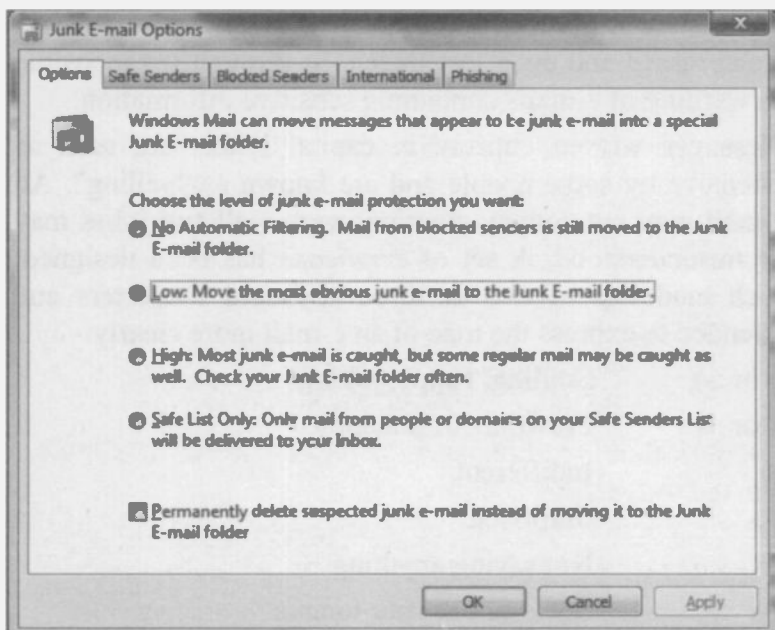 Junk E-mail Options
Options
Safe Senders
Blocked Senders
International
Phishing
Windows Mail can move messages that appear to be junk e-mail into a special
Junk E-mail folder.
Choose the level of junk e-mail protection you want:
No Automatic Filtering. Mail from blocked senders is still moved to the Junk
E-mail folder.
Low: Move the most obvious junk e-mail to the Junk E-mail folder.
High: Most junk e-mail is caught, but some regular mail may be caught as
well. Check your Junk E-mail folder often.
Safe List Only: Only mail from people or domains on your Safe Senders List
will be delivered to your Inbox.
Permanently delete suspected junk e-mail instead of moving it to the Junk
E-mail folder
OK
Cancel
Apply